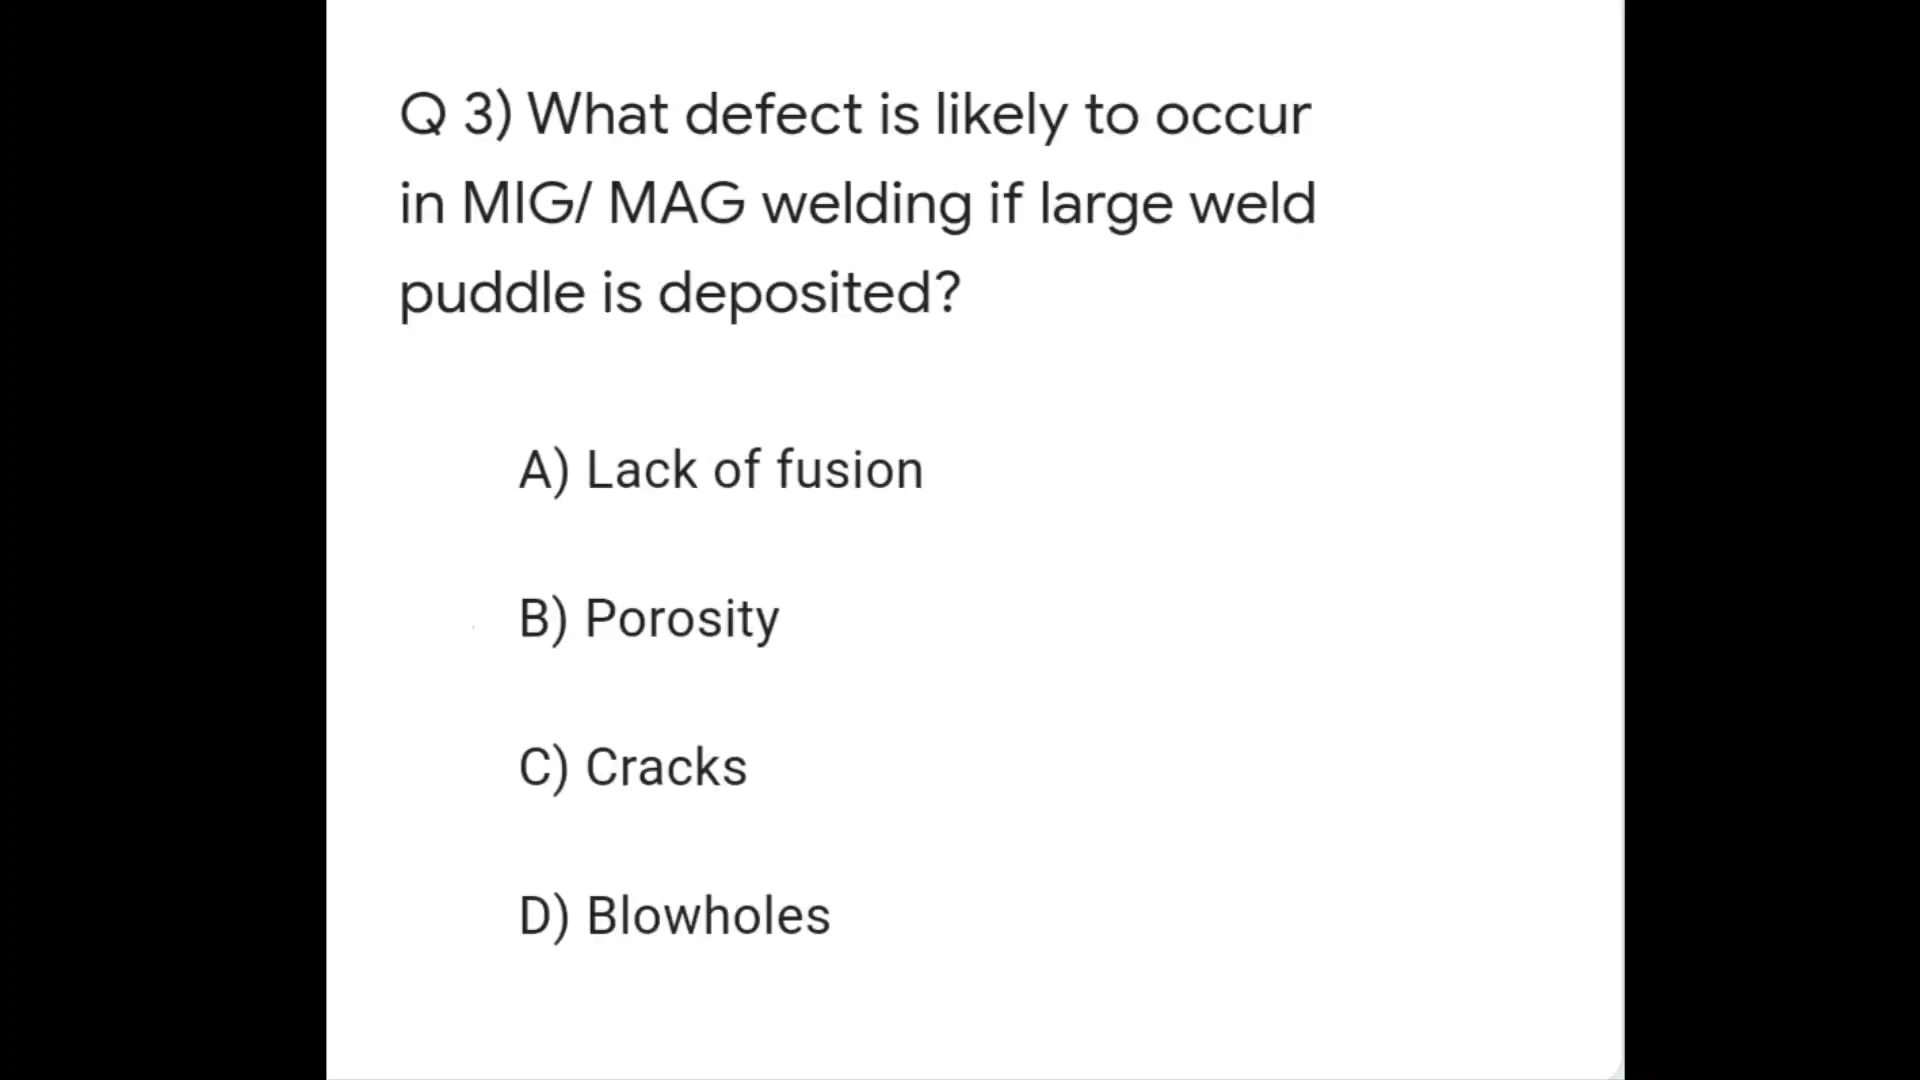 Q 3) What defect is likely to occur
in MIG/ MAG welding if large weld
puddle is deposited?
A) Lack of fusion
B) Porosity
C) Cracks
D) Blowholes